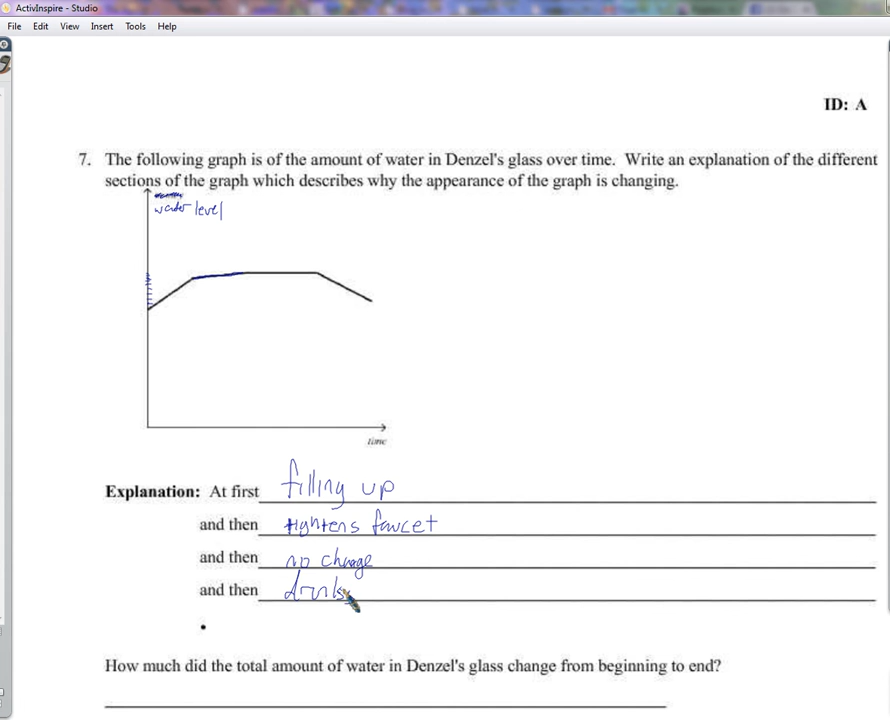 ActivInspire - Studio
File Edit View Insert Tools Help
ID: A
7. The following graph is of the amount of water in Denzel's glass over time. Write an explanation of the different
sections of the graph which describes why the appearance of the graph is changing.
water level
time
Explanation: At first filling up
and then tightens faucet
and then no change
and then drinks
How much did the total amount of water in Denzel's glass change from beginning to end?